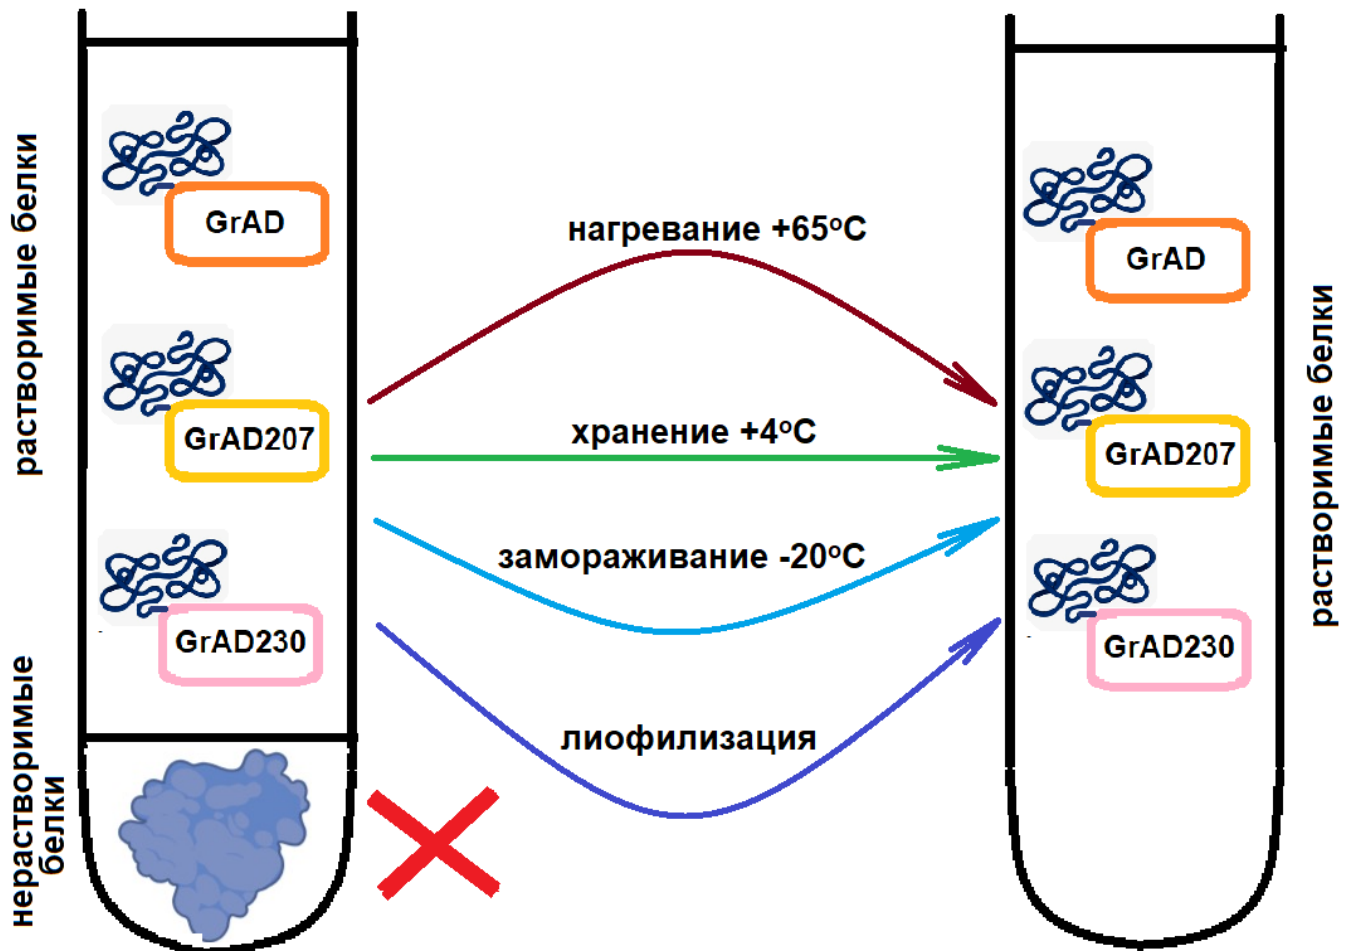 растворимые белки
GrAD
GrAD207
GrAD230
нерастворимые
белки
нагревание +65°C
хранение +4°C
замораживание -20°C
лиофилизация
GrAD
GrAD207
GrAD230
растворимые белки